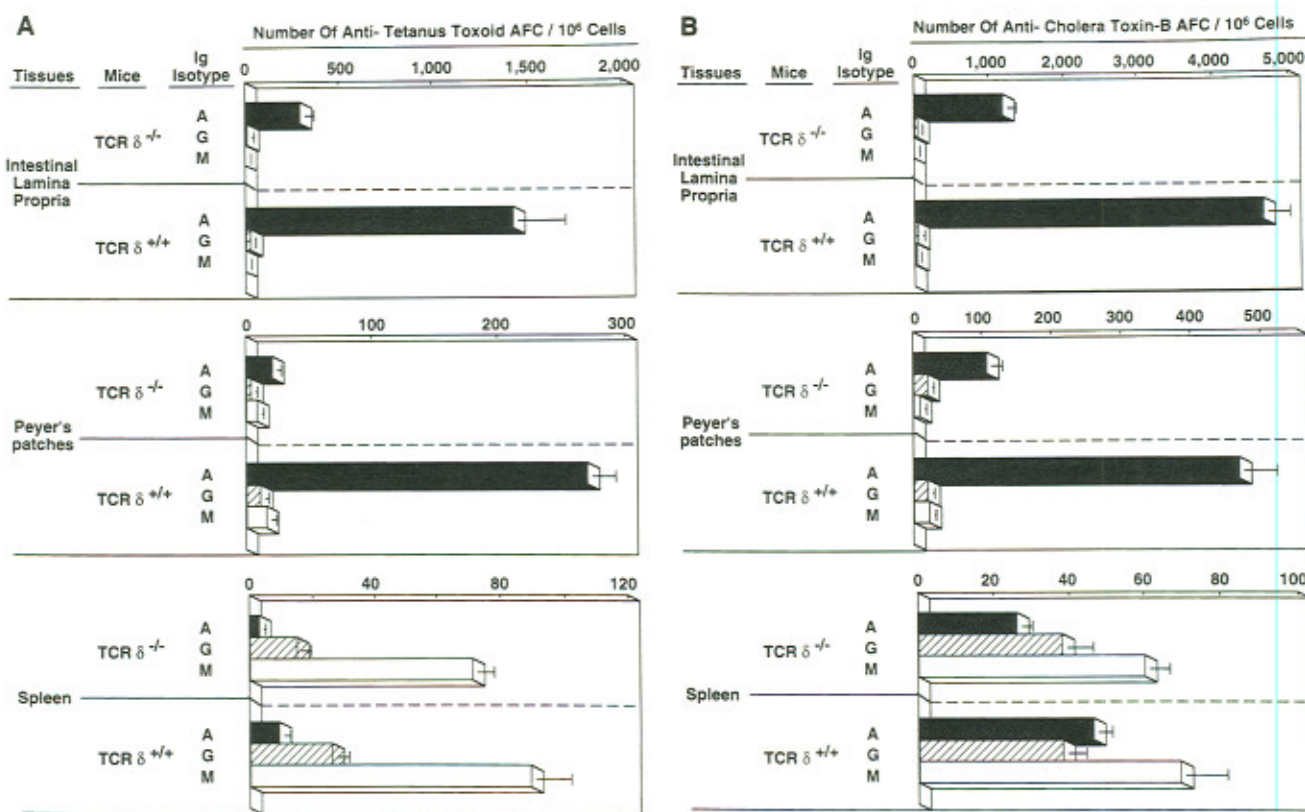 A
Number Of Anti- Tetanus Toxoid AFC / 10⁶ Cells
Tissues Mice Ig Isotype
0 500 1,000 1,500 2,000
Intestinal Lamina Propria
TCR δ -/-
A
G
M
TCR δ +/+
A
G
M
0 100 200 300
Peyer's patches
TCR δ -/-
A
G
M
TCR δ +/+
A
G
M
0 40 80 120
Spleen
TCR δ -/-
A
G
M
TCR δ +/+
A
G
M
B
Number Of Anti- Cholera Toxin-B AFC / 10⁶ Cells
Tissues Mice Ig Isotype
0 1,000 2,000 3,000 4,000 5,000
Intestinal Lamina Propria
TCR δ -/-
A
G
M
TCR δ +/+
A
G
M
0 100 200 300 400 500
Peyer's patches
TCR δ -/-
A
G
M
TCR δ +/+
A
G
M
0 20 40 60 80 100
Spleen
TCR δ -/-
A
G
M
TCR δ +/+
A
G
M